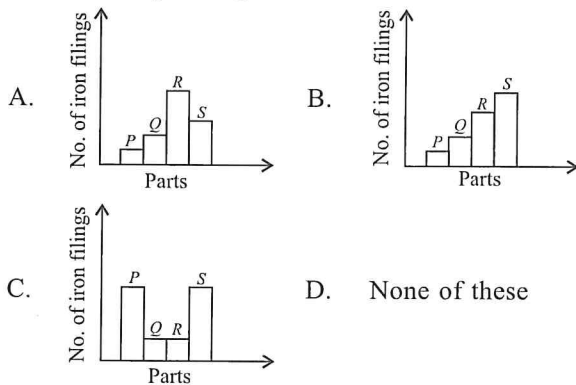 A.
No. of iron filings
P
Q
R
S
Parts
B.
No. of iron filings
P
Q
R
S
Parts
C.
No. of iron filings
P
Q
R
S
Parts
D. None of these